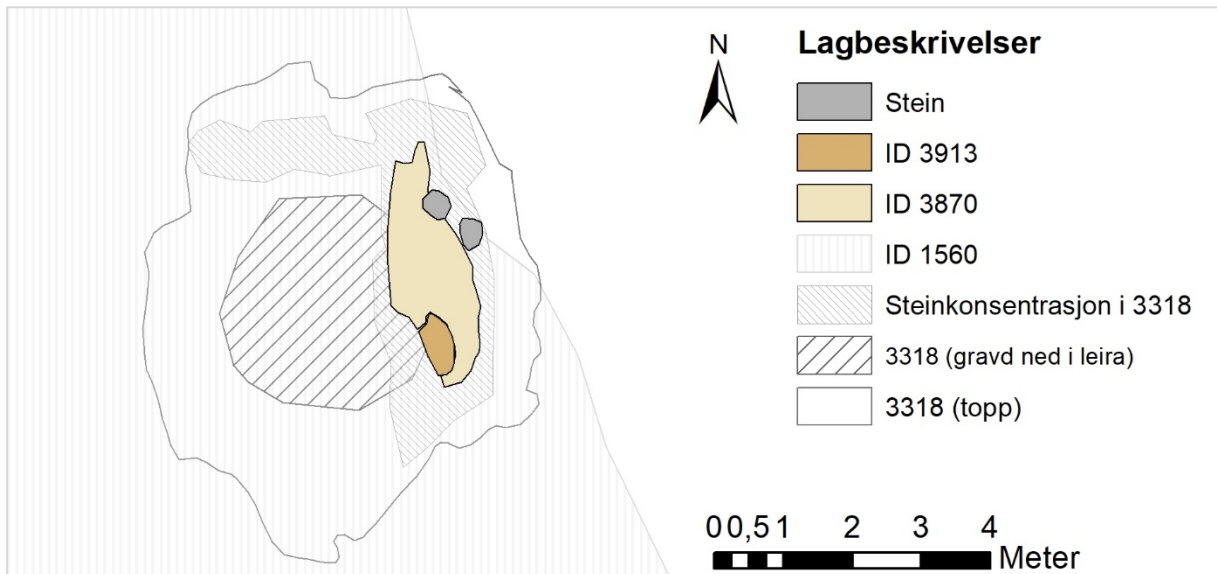 N
Lagbeskrivelser
Stein
ID 3913
ID 3870
ID 1560
Steinkonsentrasjon i 3318
3318 (gravd ned i leira)
3318 (topp)
0 0,5 1 2 3 4
Meter